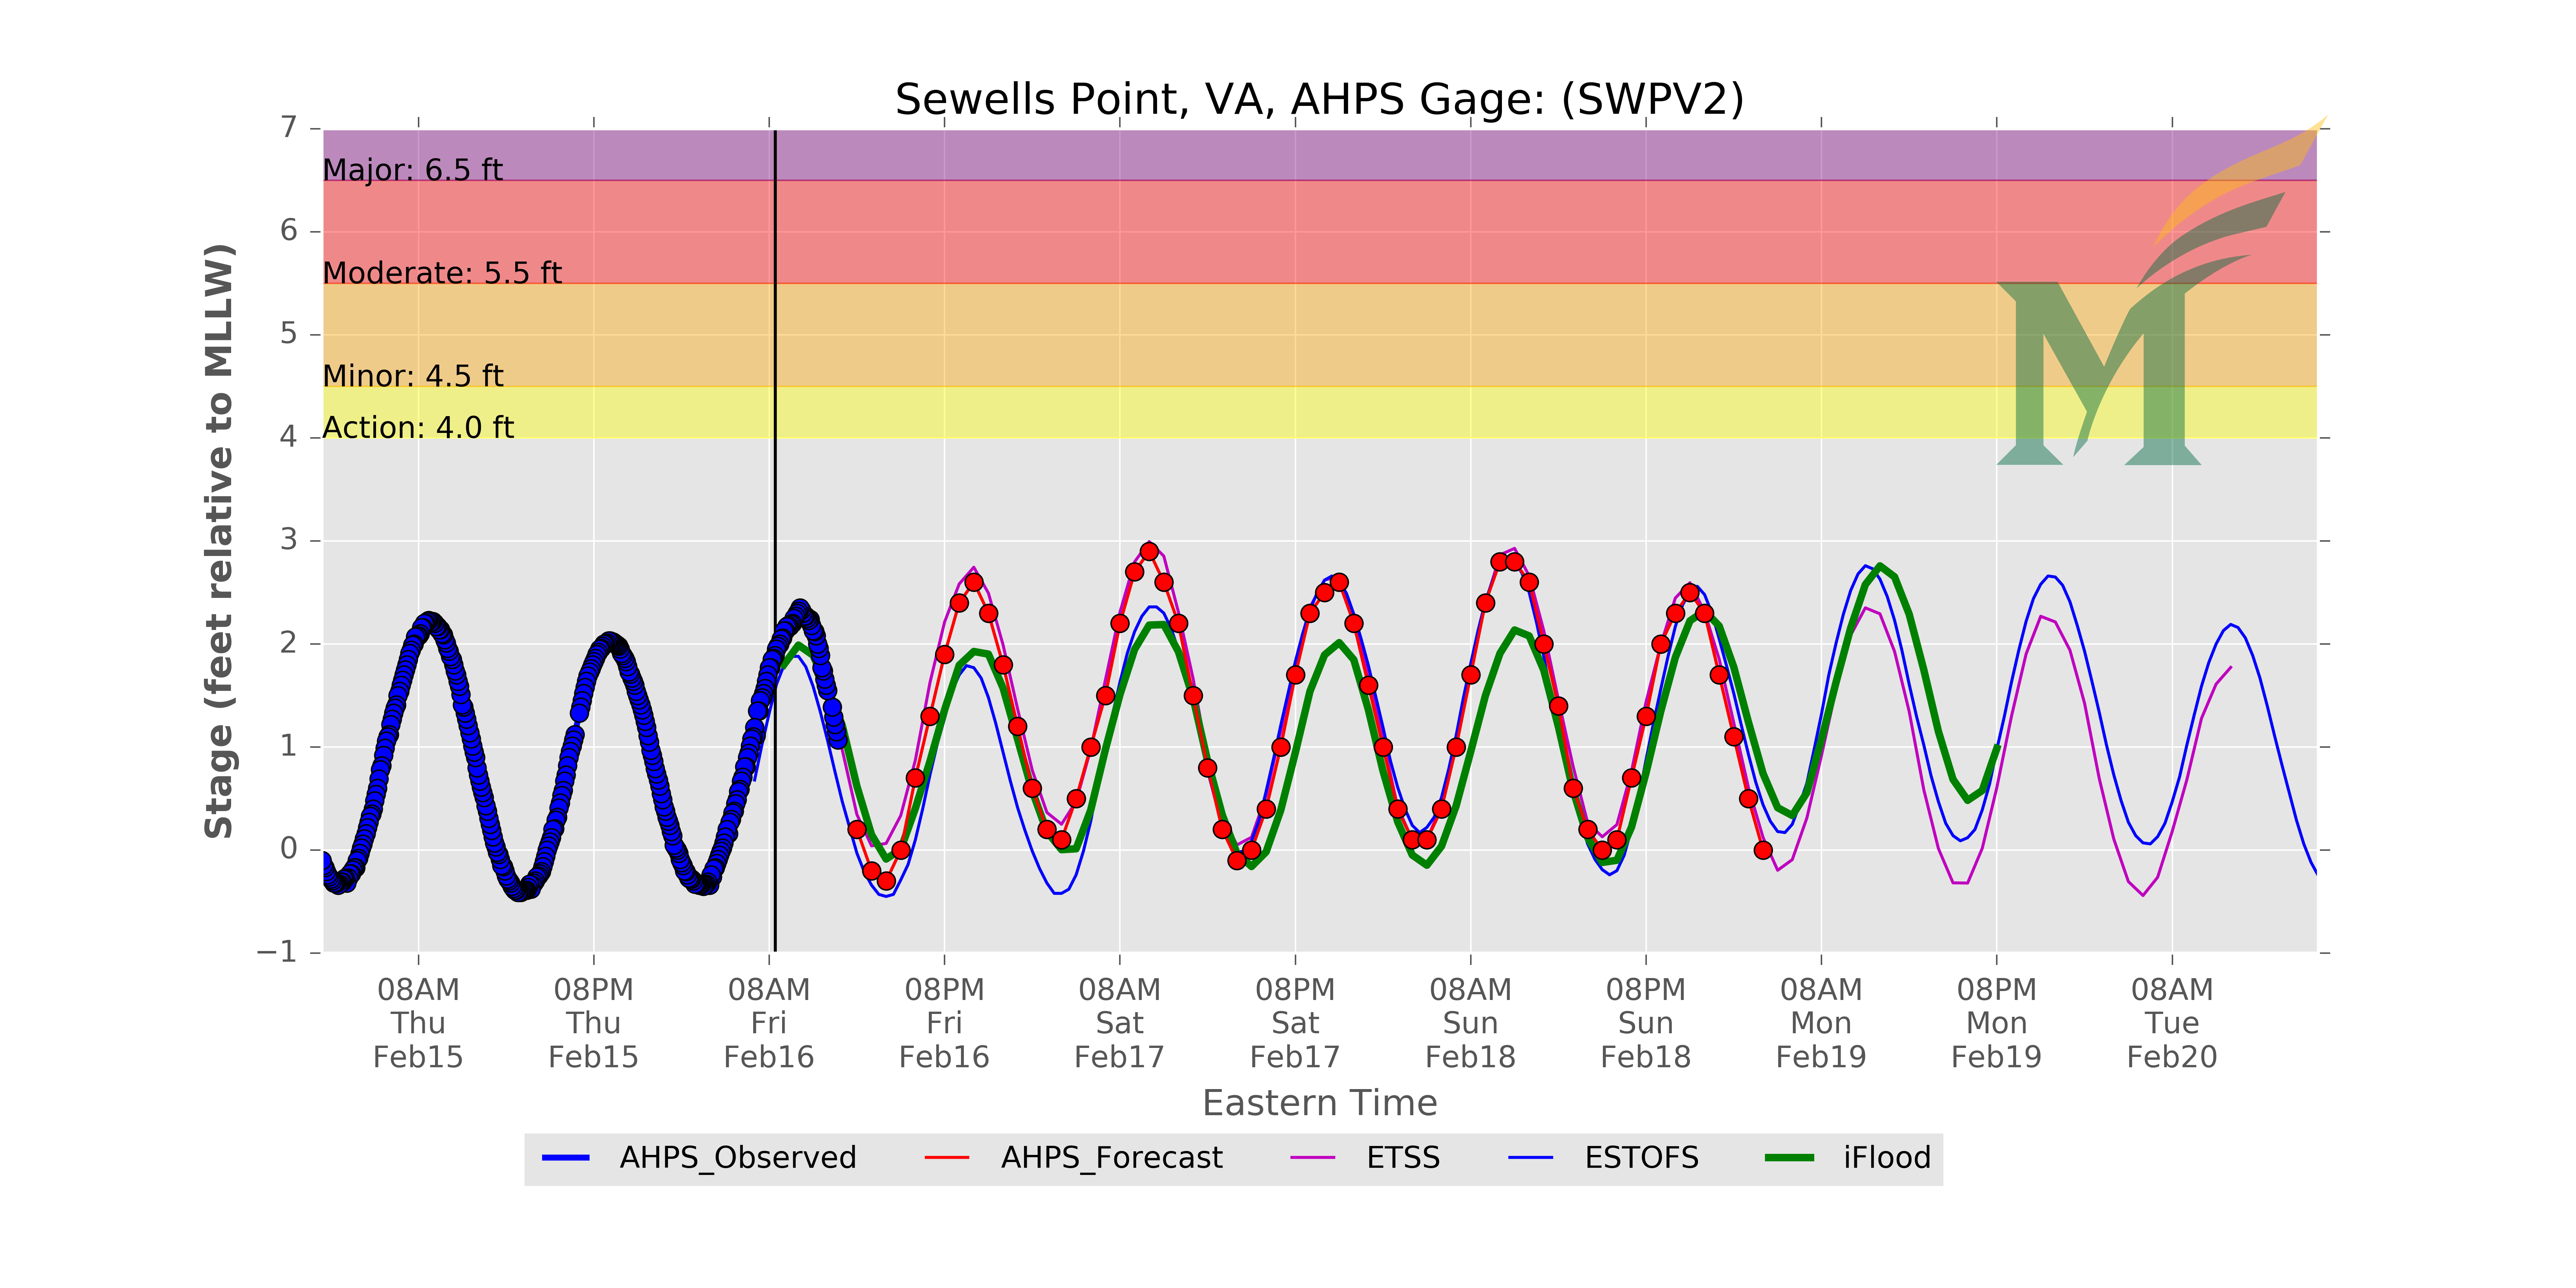 Sewells Point, VA, AHPS Gage: (SWPV2)
7
Major: 6.5 ft
6
Moderate: 5.5 ft
5
Minor: 4.5 ft
Action: 4.0 ft
4
3
2
1
0
−1
Stage (feet relative to MLLW)
08AM Thu Feb15
08PM Thu Feb15
08AM Fri Feb16
08PM Fri Feb16
08AM Sat Feb17
08PM Sat Feb17
08AM Sun Feb18
08PM Sun Feb18
08AM Mon Feb19
08PM Mon Feb19
08AM Tue Feb20
Eastern Time
AHPS_Observed AHPS_Forecast ETSS ESTOFS iFlood
M